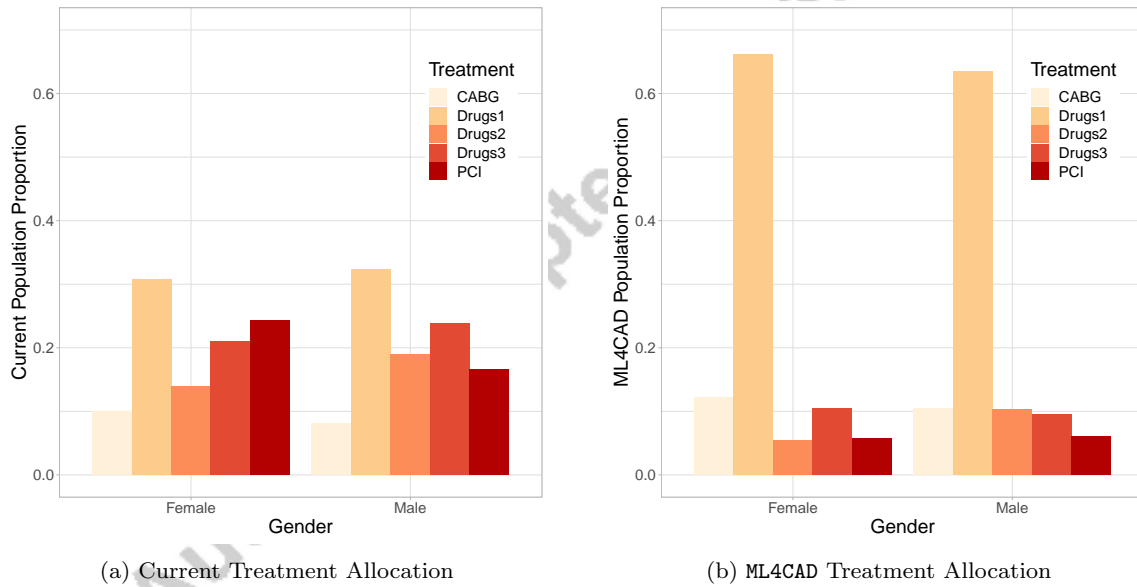 Treatment
CABG
Drugs1
Drugs2
Drugs3
PCI
Current Population Proportion
0.6
0.4
0.2
0.0
Female
Male
Gender
(a) Current Treatment Allocation
Treatment
CABG
Drugs1
Drugs2
Drugs3
PCI
ML4CAD Population Proportion
0.6
0.4
0.2
0.0
Female
Male
Gender
(b) ML4CAD Treatment Allocation